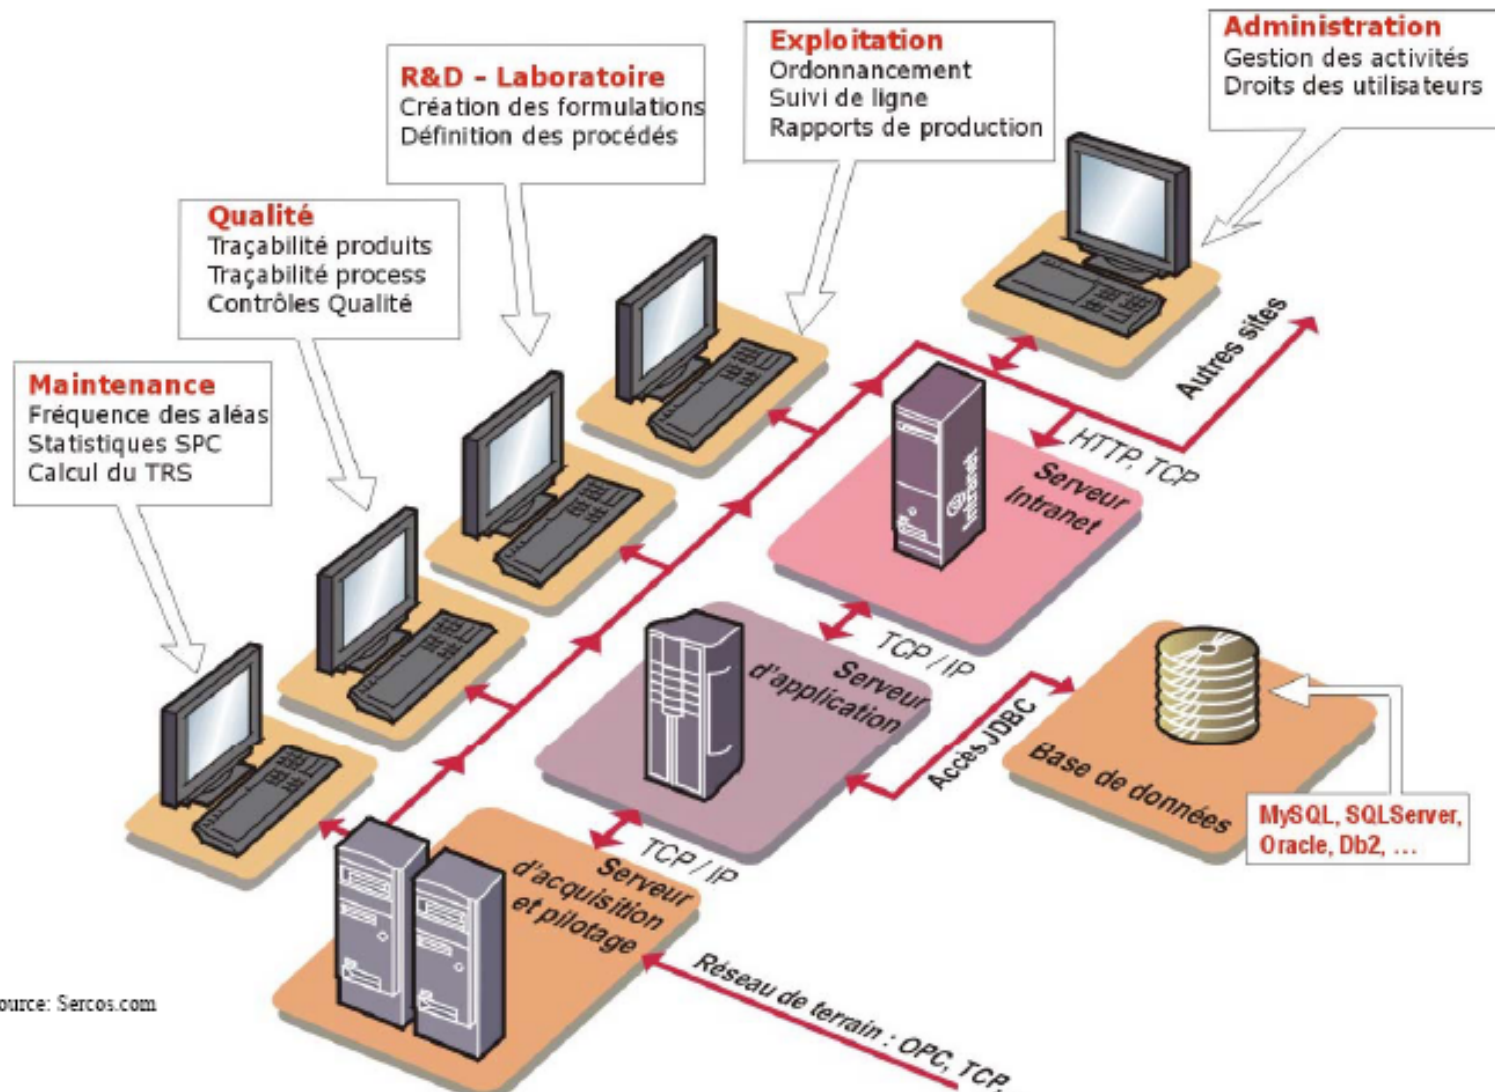 Administration
Gestion des activités
Droits des utilisateurs
Exploitation
Ordonnancement
Suivi de ligne
Rapports de production
R&D - Laboratoire
Création des formulations
Définition des procédés
Qualité
Traçabilité produits
Traçabilité process
Contrôles Qualité
Maintenance
Fréquence des aléas
Statistiques SPC
Calcul du TRS
Autres sites
HTTP, TCP
Serveur
Intranet
Intranet
TCP / IP
Serveur
d'application
Accès JDBC
Base de données
MySQL, SQLServer,
Oracle, Db2, ...
TCP / IP
Serveur
d'acquisition
et pilotage
Réseau de terrain : OPC, TCP,
ource: Sercos.com